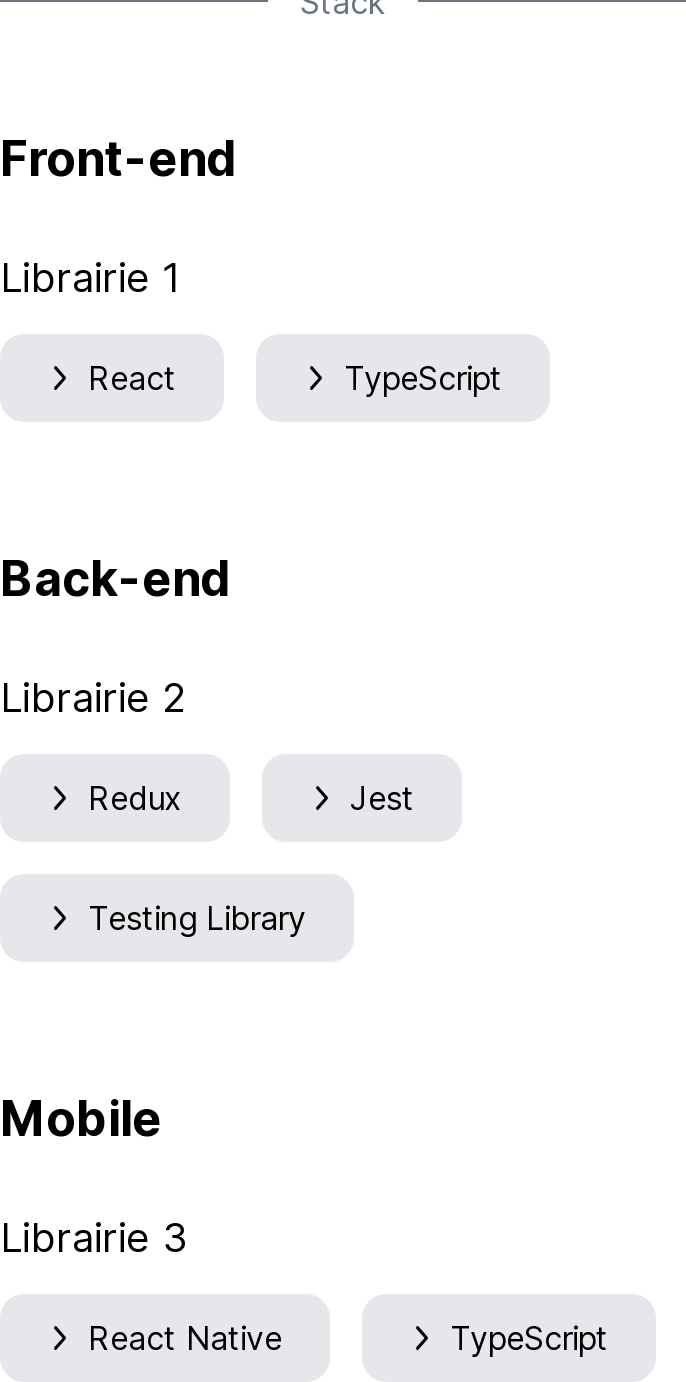 Stack
Front-end
Librairie 1
React
TypeScript
Back-end
Librairie 2
Redux
Jest
Testing Library
Mobile
Librairie 3
React Native
TypeScript